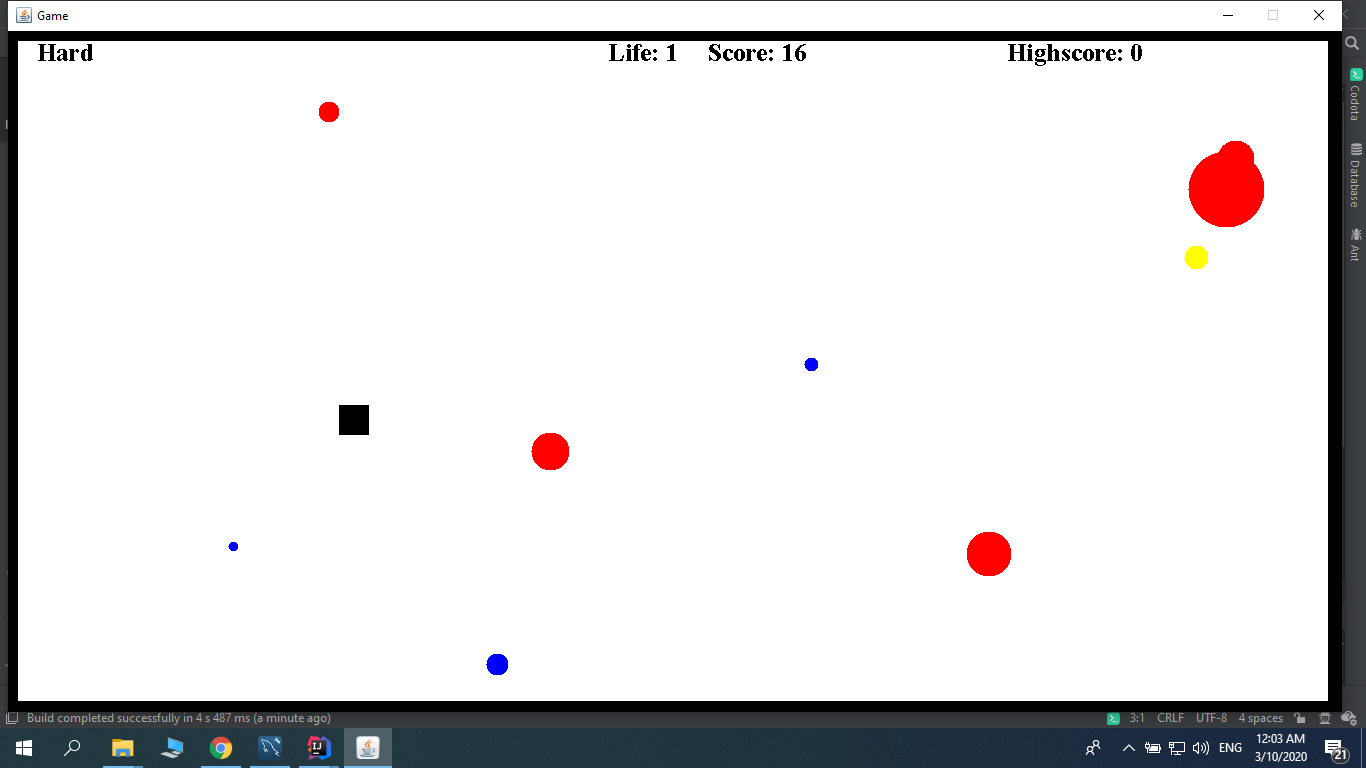 Game
Hard Life: 1 Score: 16 Highscore: 0
Codota
Database
Ant
Build completed successfully in 4 s 487 ms (a minute ago) 3:1 CRLF UTF-8 4 spaces
IJ ENG 12:03 AM
3/10/2020 21